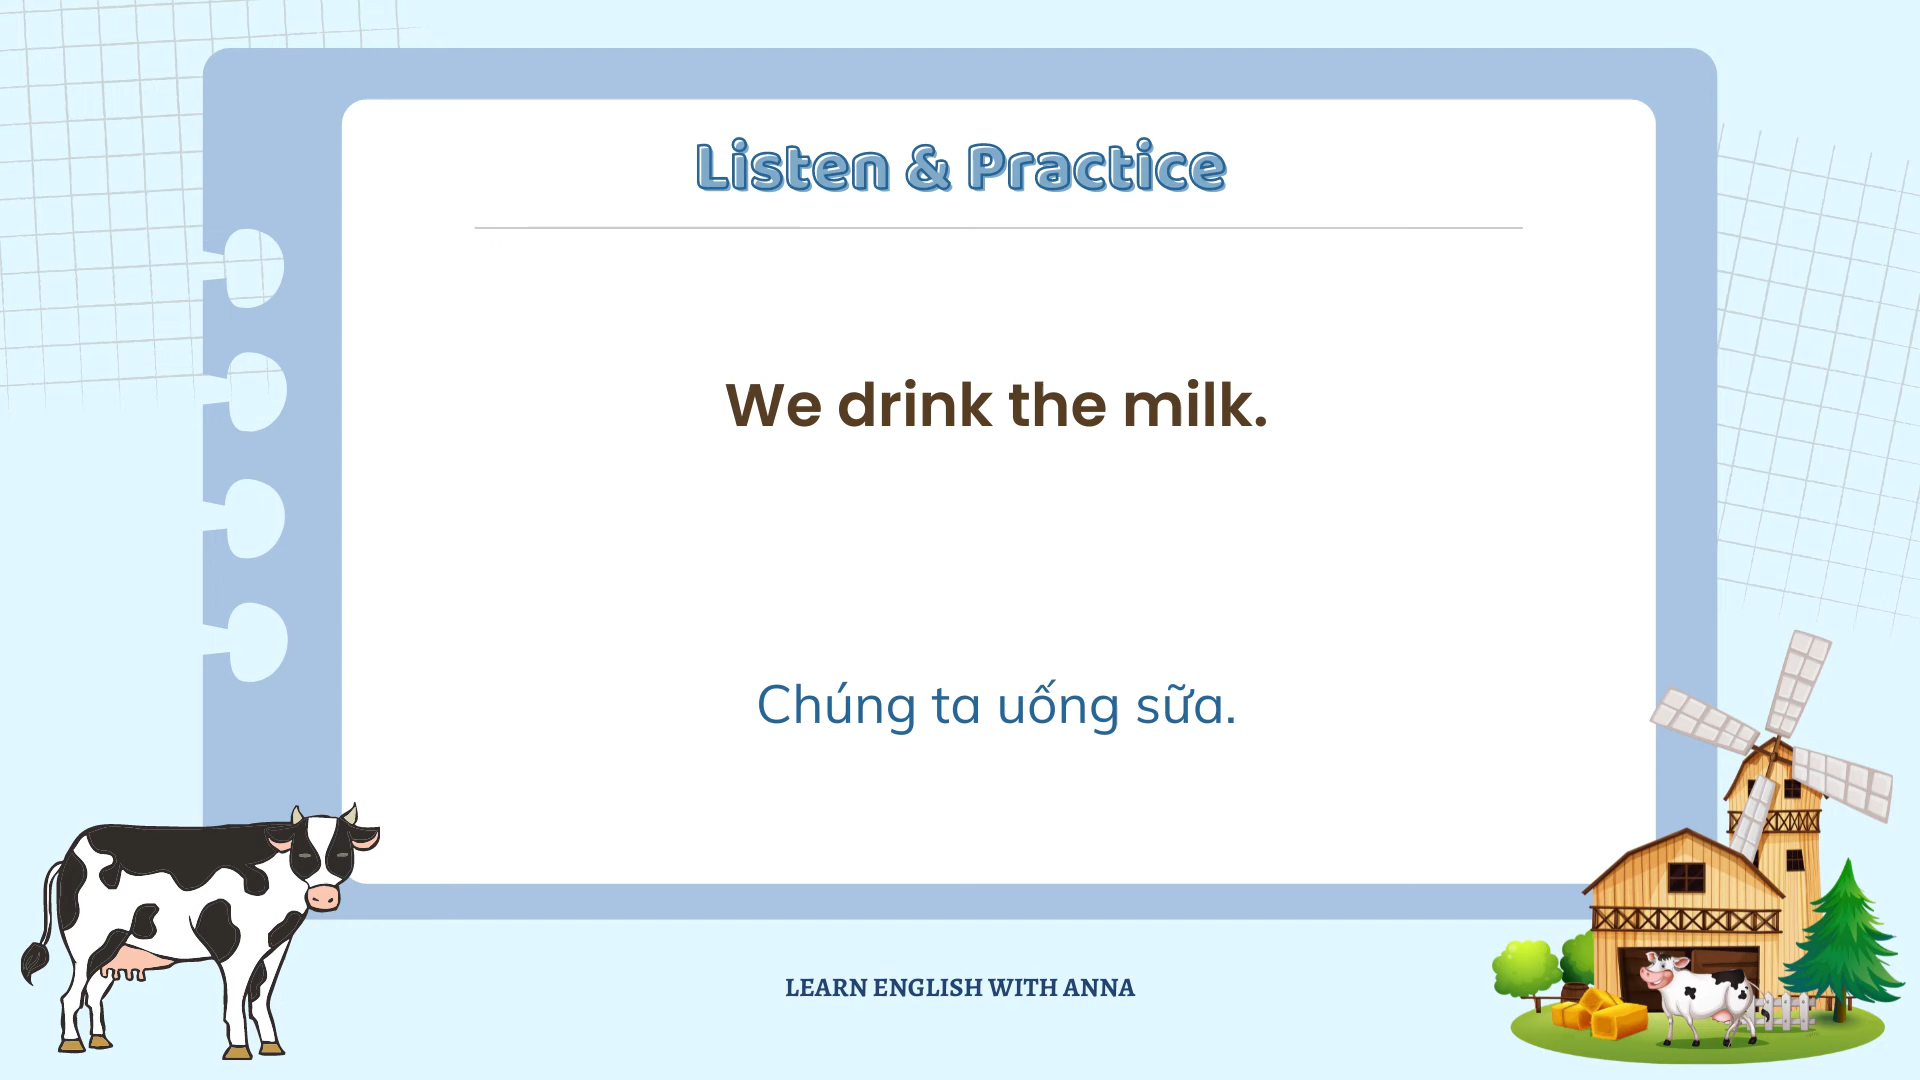 Listen & Practice
We drink the milk.
Chúng ta uống sữa.
LEARN ENGLISH WITH ANNA